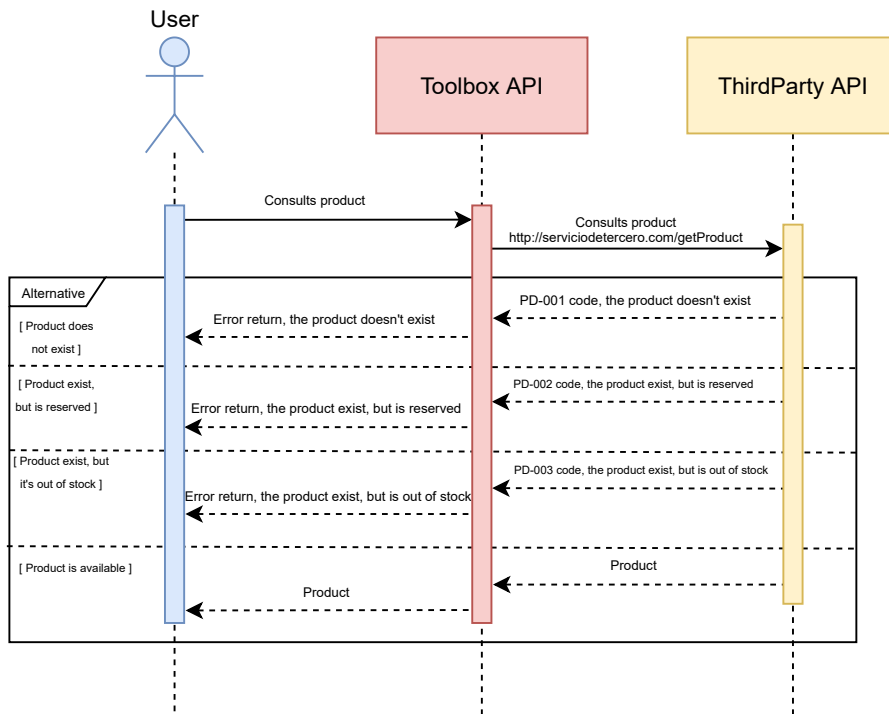 User
Toolbox API
ThirdParty API
Consults product
Consults product
http://serviciodetercero.com/getProduct
Alternative
[ Product does
not exist ]
PD-001 code, the product doesn't exist
Error return, the product doesn't exist
[ Product exist,
but is reserved ]
PD-002 code, the product exist, but is reserved
Error return, the product exist, but is reserved
[ Product exist, but
it's out of stock ]
PD-003 code, the product exist, but is out of stock
Error return, the product exist, but is out of stock
[ Product is available ]
Product
Product